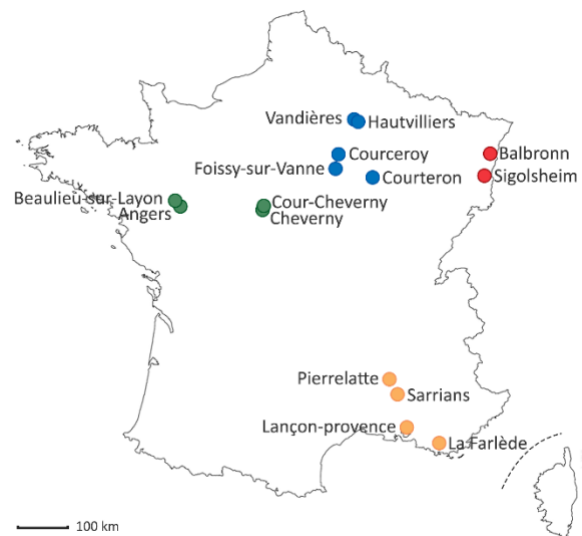 Vandières
Hautvilliers
Courceroy
Balbronn
Foissy-sur-Vanne
Courteron
Sigolsheim
Beaulieu-sur-Layon
Cour-Cheverny
Angers
Cheverny
Pierrelatte
Sarrians
Lançon-provence
La Farlède
100 km